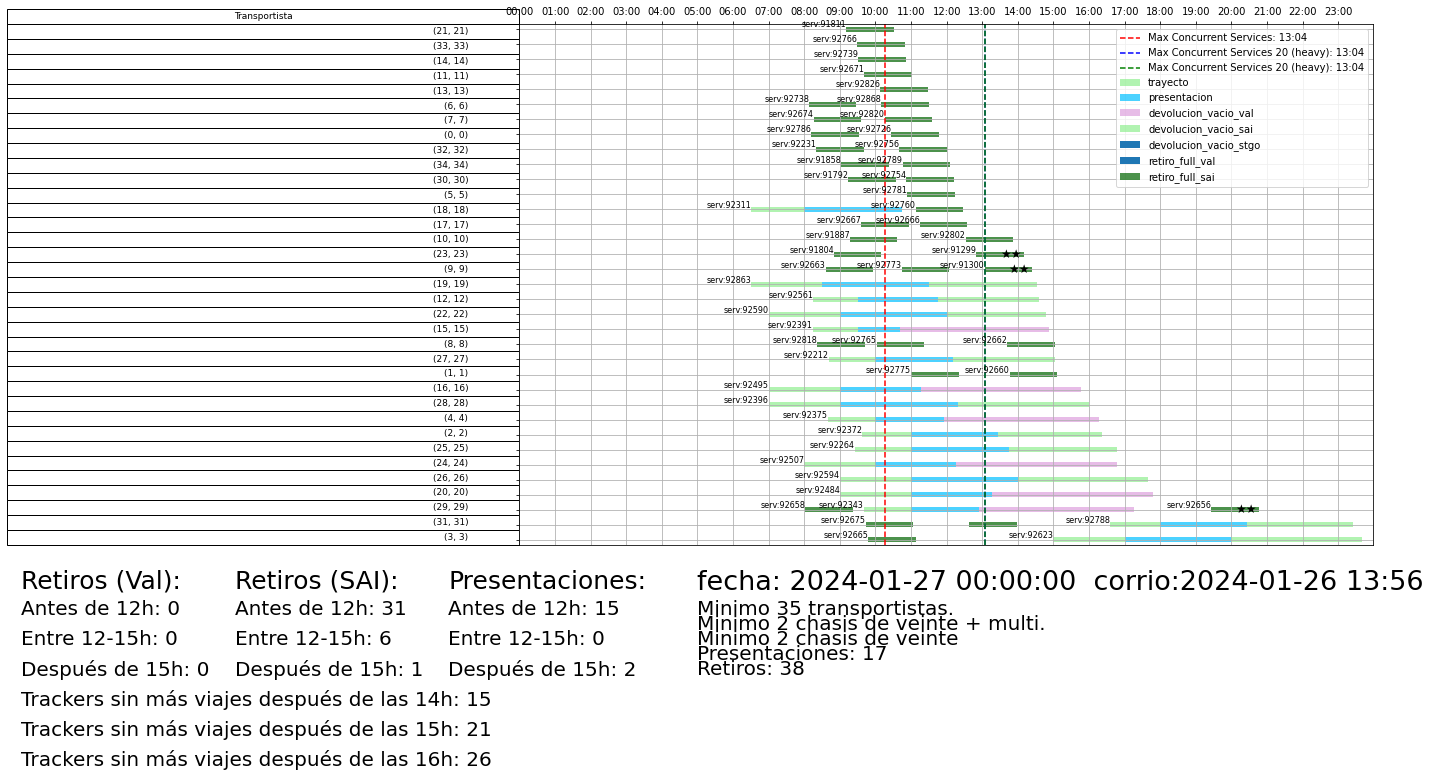 Transportista
00:00 01:00 02:00 03:00 04:00 05:00 06:00 07:00 08:00 09:00 10:00 11:00 12:00 13:00 14:00 15:00 16:00 17:00 18:00 19:00 20:00 21:00 22:00 23:00
(21, 21) serv:91811
(33, 33) serv:92766
(14, 14) serv:92739
(11, 11) serv:92671
(13, 13) serv:92826
(6, 6) serv:92738 serv:92868
(7, 7) serv:92674 serv:92820
(0, 0) serv:92786 serv:92726
(32, 32) serv:92231 serv:92756
(34, 34) serv:91858 serv:92789
(30, 30) serv:91792 serv:92754
(5, 5) serv:92781
(18, 18) serv:92311 serv:92760
(17, 17) serv:92667 serv:92666
(10, 10) serv:91887 serv:92802
(23, 23) serv:91804 serv:91299
(9, 9) serv:92663 serv:92773 serv:91300
(19, 19) serv:92863
(12, 12) serv:92561
(22, 22) serv:92590
(15, 15) serv:92391
(8, 8) serv:92818 serv:92765 serv:92662
(27, 27) serv:92212
(1, 1) serv:92775 serv:92660
(16, 16) serv:92495
(28, 28) serv:92396
(4, 4) serv:92375
(2, 2) serv:92372
(25, 25) serv:92264
(24, 24) serv:92507
(26, 26) serv:92594
(20, 20) serv:92484
(29, 29) serv:92658 serv:92343 serv:92656
(31, 31) serv:92675 serv:92788
(3, 3) serv:92665 serv:92623
Max Concurrent Services: 13:04
Max Concurrent Services 20 (heavy): 13:04
Max Concurrent Services 20 (heavy): 13:04
trayecto
presentacion
devolucion_vacio_val
devolucion_vacio_sai
devolucion_vacio_stgo
retiro_full_val
retiro_full_sai
Retiros (Val):
Antes de 12h: 0
Entre 12-15h: 0
Después de 15h: 0
Retiros (SAI):
Antes de 12h: 31
Entre 12-15h: 6
Después de 15h: 1
Presentaciones:
Antes de 12h: 15
Entre 12-15h: 0
Después de 15h: 2
Trackers sin más viajes después de las 14h: 15
Trackers sin más viajes después de las 15h: 21
Trackers sin más viajes después de las 16h: 26
fecha: 2024-01-27 00:00:00 corrio:2024-01-26 13:56
Minimo 35 transportistas.
Minimo 2 chasis de veinte + multi.
Minimo 2 chasis de veinte
Presentaciones: 17
Retiros: 38